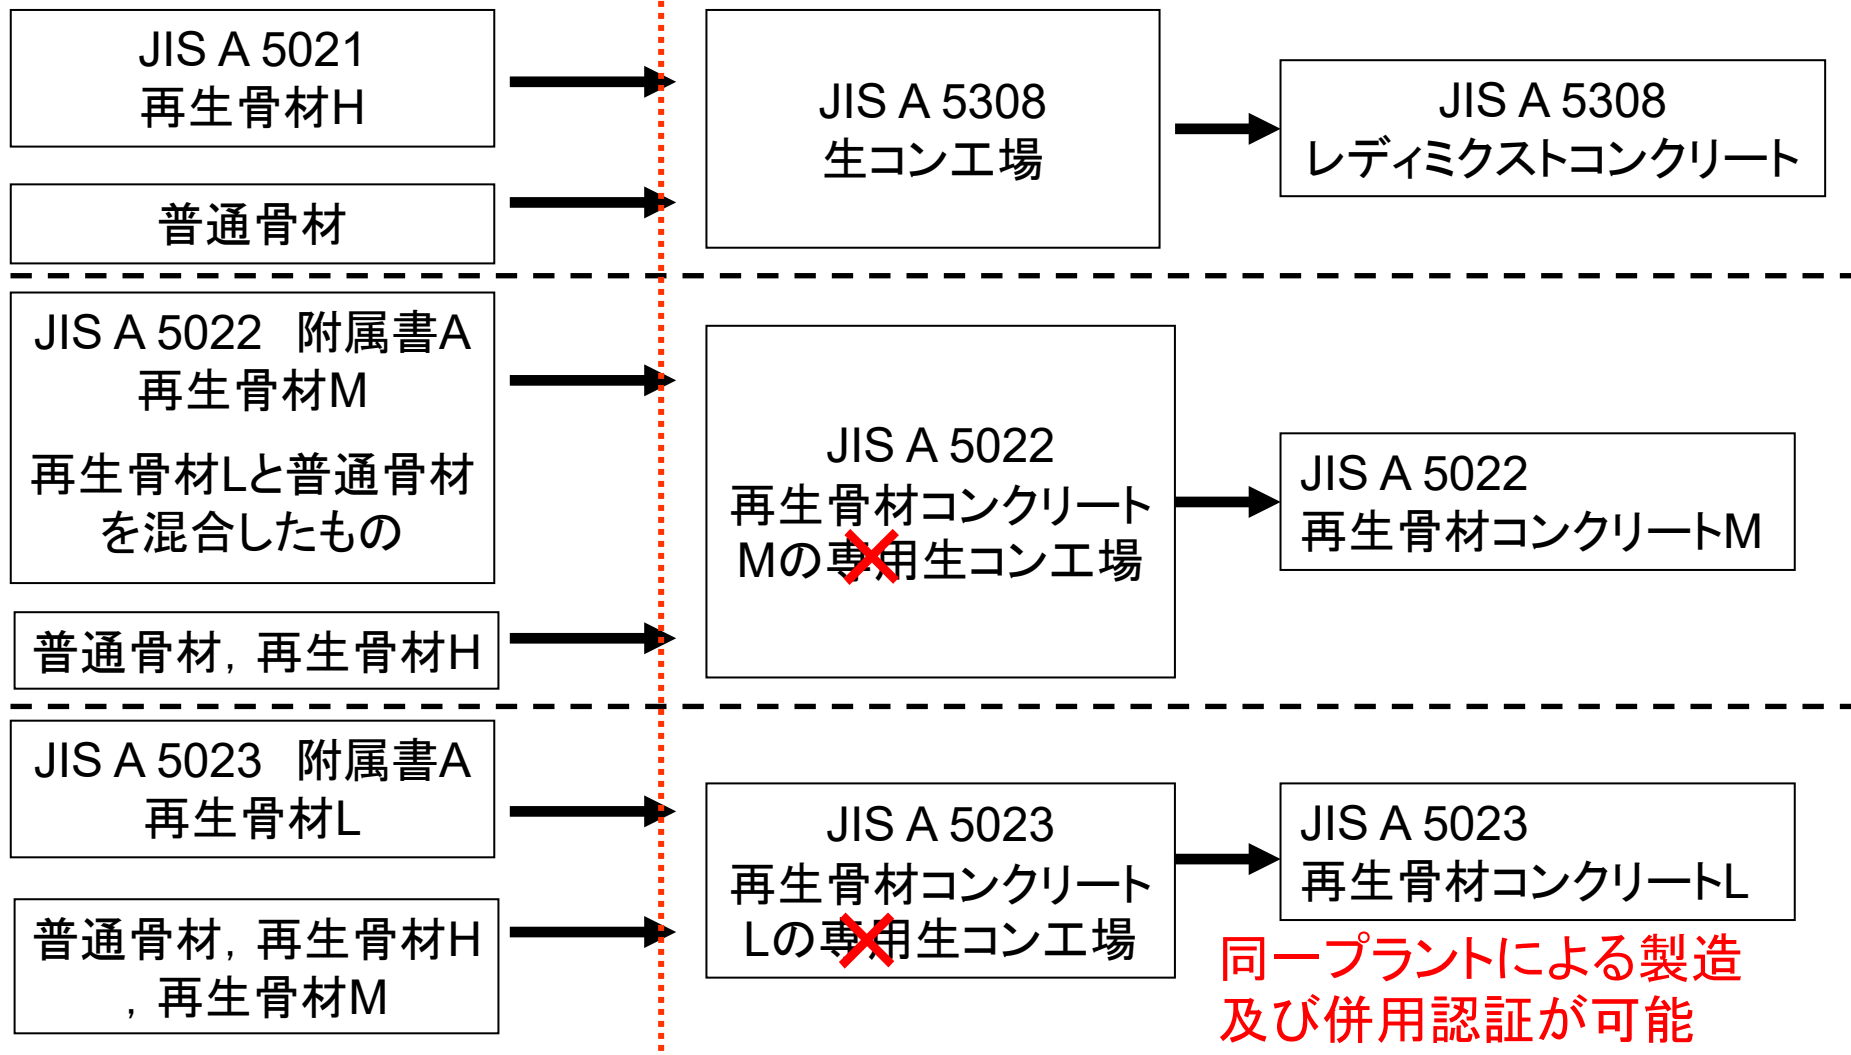 JIS A 5021
再生骨材H
普通骨材
JIS A 5308
生コン工場
JIS A 5308
レディミクストコンクリート
JIS A 5022 附属書A
再生骨材M
再生骨材Lと普通骨材
を混合したもの
普通骨材，再生骨材H
JIS A 5022
再生骨材コンクリート
Mの専用生コン工場
JIS A 5022
再生骨材コンクリートM
JIS A 5023 附属書A
再生骨材L
普通骨材，再生骨材H
，再生骨材M
JIS A 5023
再生骨材コンクリート
Lの専用生コン工場
JIS A 5023
再生骨材コンクリートL
同一プラントによる製造
及び併用認証が可能